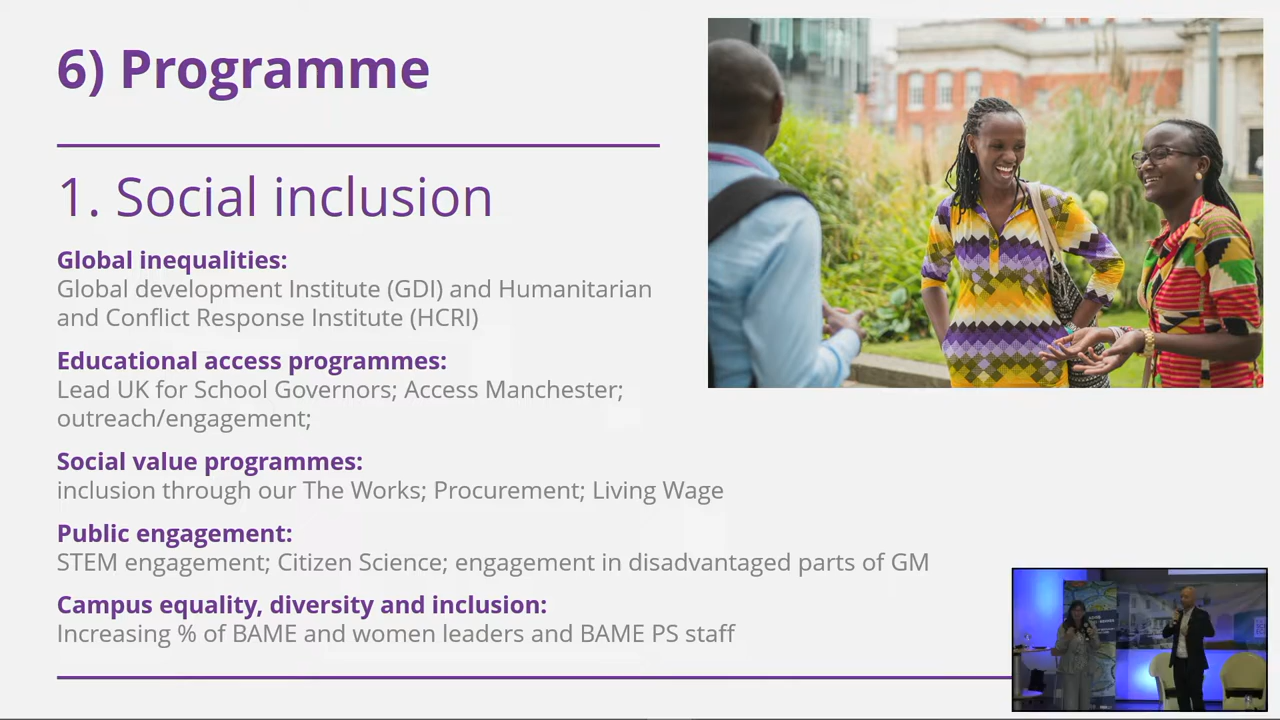 6) Programme
1. Social inclusion
Global inequalities:
Global development Institute (GDI) and Humanitarian
and Conflict Response Institute (HCRI)
Educational access programmes:
Lead UK for School Governors; Access Manchester;
outreach/engagement;
Social value programmes:
inclusion through our The Works; Procurement; Living Wage
Public engagement:
STEM engagement; Citizen Science; engagement in disadvantaged parts of GM
Campus equality, diversity and inclusion:
Increasing % of BAME and women leaders and BAME PS staff